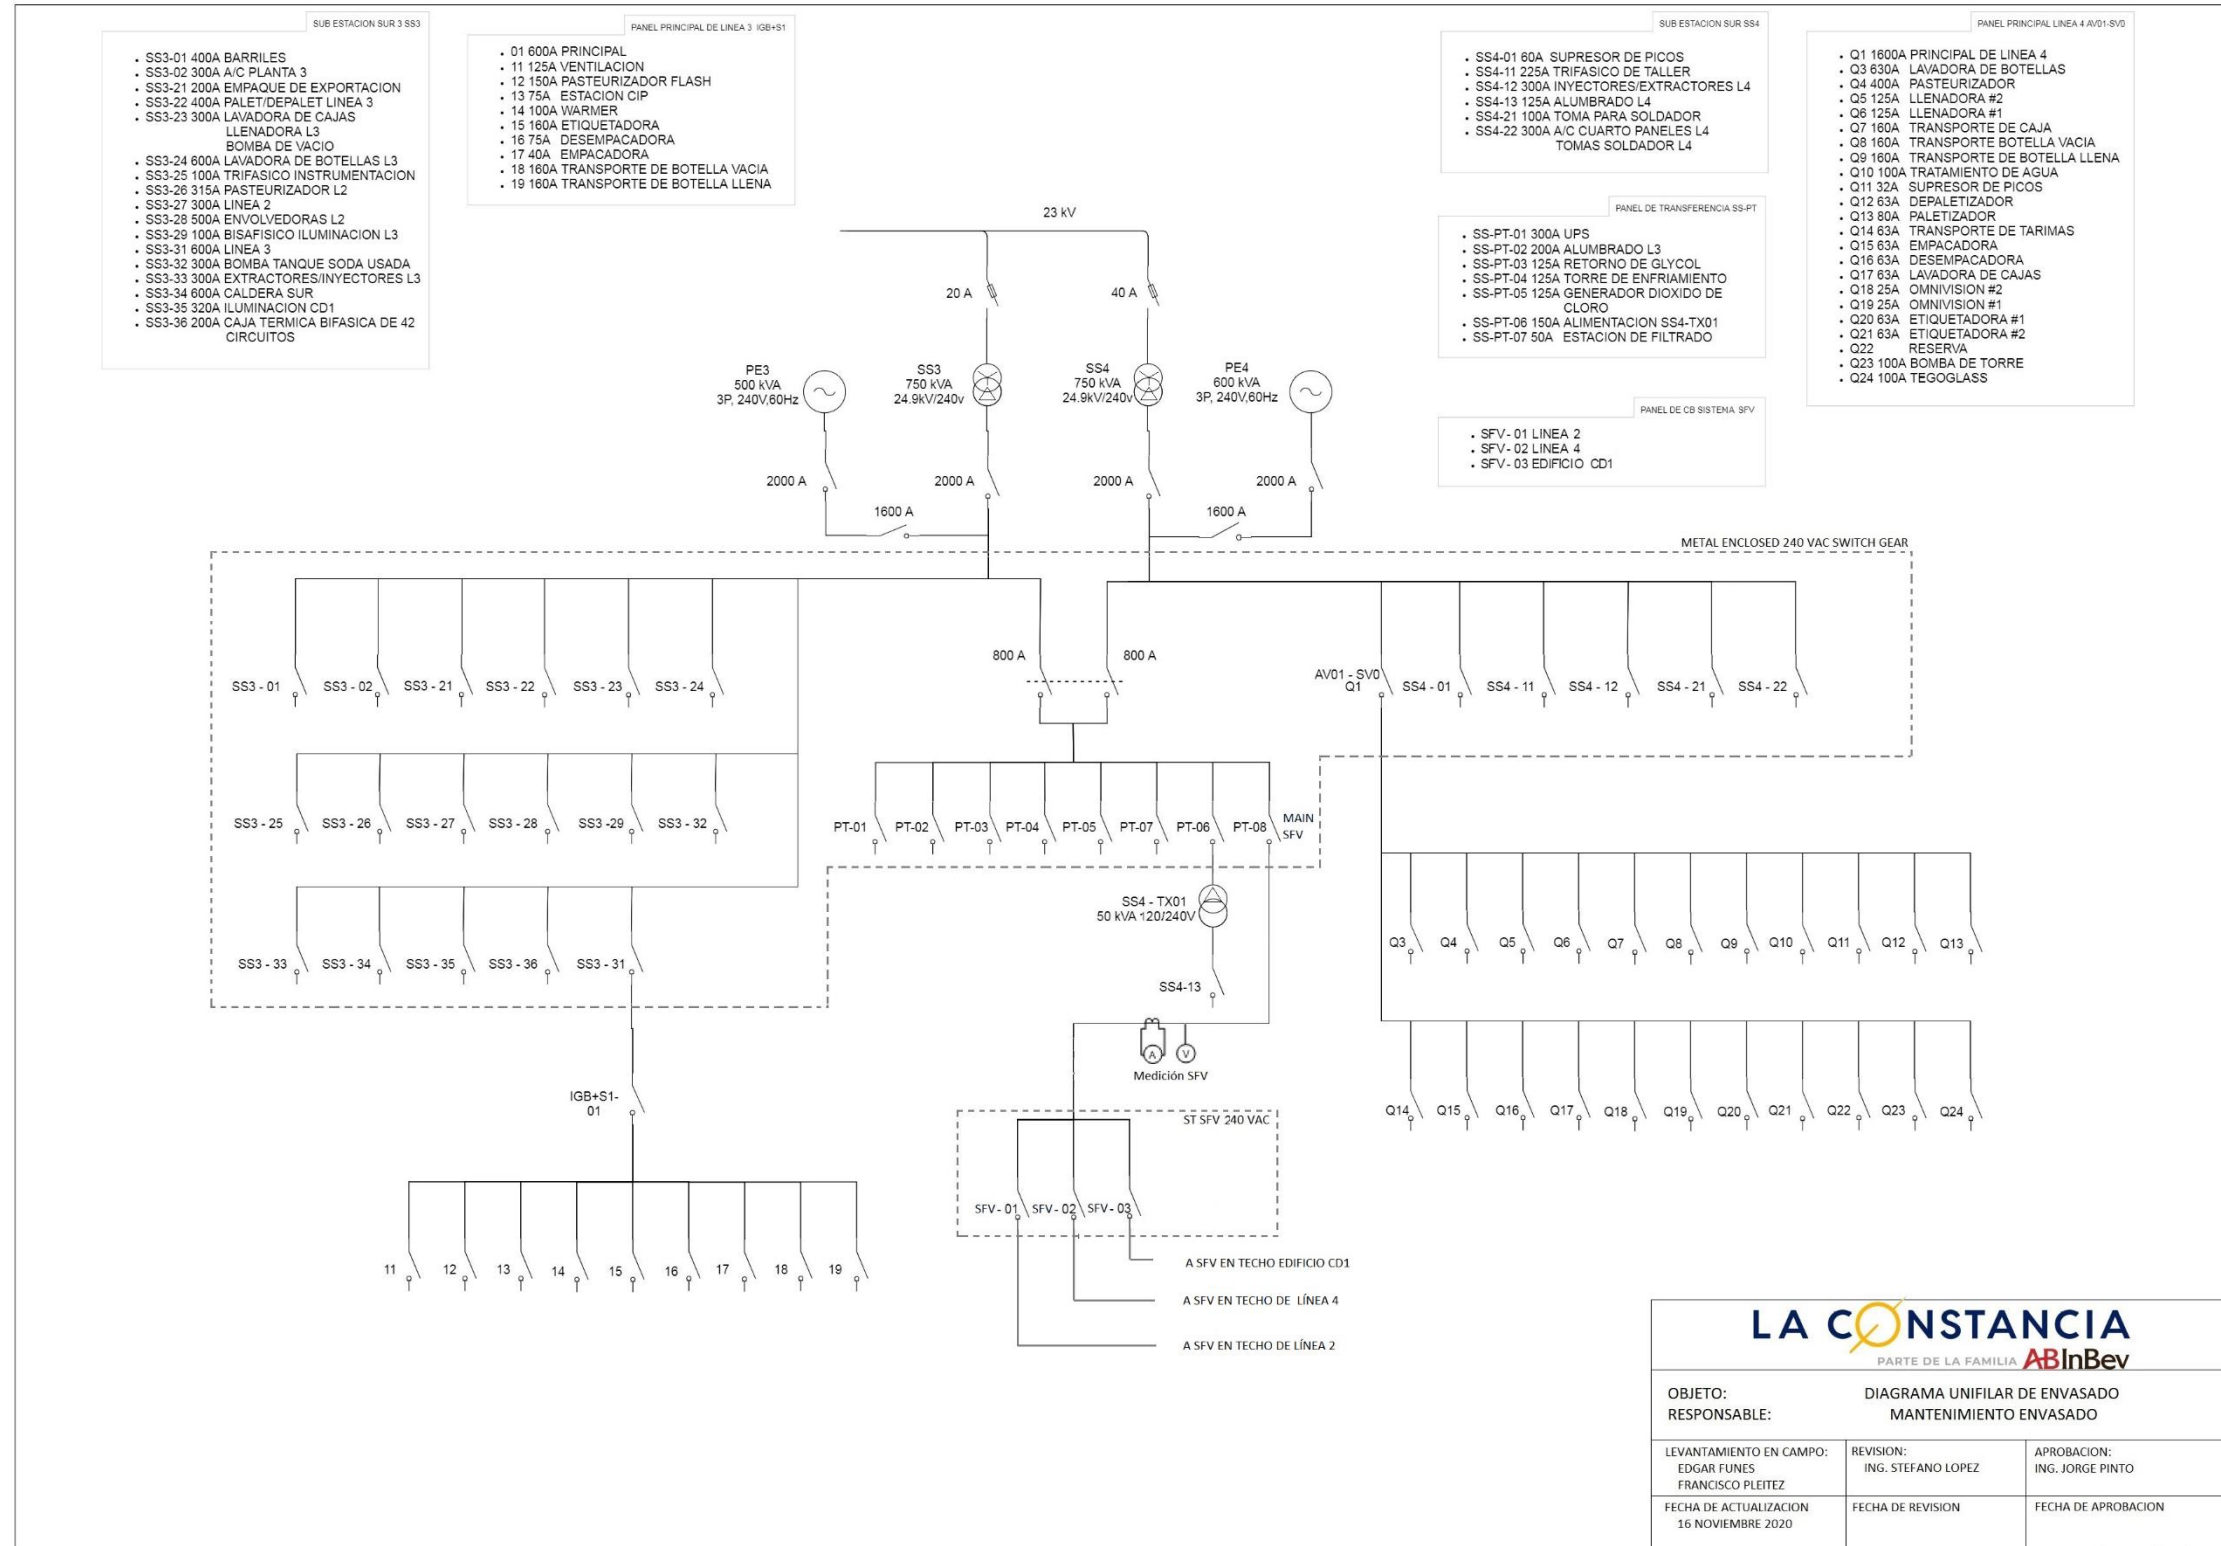 SUB ESTACION SUR 3 SS3
SS3-01 400A BARRILES
SS3-02 300A A/C PLANTA 3
SS3-21 200A EMPAQUE DE EXPORTACION
SS3-22 400A PALET/DEPALET LINEA 3
SS3-23 300A LAVADORA DE CAJAS
LLENADORA L3
BOMBA DE VACIO
SS3-24 600A LAVADORA DE BOTELLAS L3
SS3-25 100A TRIFASICO INSTRUMENTACION
SS3-26 315A PASTEURIZADOR L2
SS3-27 300A LINEA 2
SS3-28 500A ENVOLVEDORAS L2
SS3-29 100A BISAFISICO ILUMINACION L3
SS3-31 600A LINEA 3
SS3-32 300A BOMBA TANQUE SODA USADA
SS3-33 300A EXTRACTORES/INYECTORES L3
SS3-34 600A CALDERA SUR
SS3-35 320A ILUMINACION CD1
SS3-36 200A CAJA TERMICA BIFASICA DE 42
CIRCUITOS
PANEL PRINCIPAL DE LINEA 3 IGB+S1
01 600A PRINCIPAL
11 125A VENTILACION
12 150A PASTEURIZADOR FLASH
13 75A ESTACION CIP
14 100A WARMER
15 160A ETIQUETADORA
16 75A DESEMPACADORA
17 40A EMPACADORA
18 160A TRANSPORTE DE BOTELLA VACIA
19 160A TRANSPORTE DE BOTELLA LLENA
SUB ESTACION SUR SS4
SS4-01 60A SUPRESOR DE PICOS
SS4-11 225A TRIFASICO DE TALLER
SS4-12 300A INYECTORES/EXTRACTORES L4
SS4-13 125A ALUMBRADO L4
SS4-21 100A TOMA PARA SOLDADOR
SS4-22 300A A/C CUARTO PANELES L4
TOMAS SOLDADOR L4
PANEL DE TRANSFERENCIA SS-PT
SS-PT-01 300A UPS
SS-PT-02 200A ALUMBRADO L3
SS-PT-03 125A RETORNO DE GLYCOL
SS-PT-04 125A TORRE DE ENFRIAMIENTO
SS-PT-05 125A GENERADOR DIOXIDO DE
CLORO
SS-PT-06 150A ALIMENTACION SS4-TX01
SS-PT-07 50A ESTACION DE FILTRADO
PANEL DE CB SISTEMA SFV
SFV- 01 LINEA 2
SFV- 02 LINEA 4
SFV- 03 EDIFICIO CD1
PANEL PRINCIPAL LINEA 4 AV01-SV0
Q1 1600A PRINCIPAL DE LINEA 4
Q3 630A LAVADORA DE BOTELLAS
Q4 400A PASTEURIZADOR
Q5 125A LLENADORA #2
Q6 125A LLENADORA #1
Q7 160A TRANSPORTE DE CAJA
Q8 160A TRANSPORTE BOTELLA VACIA
Q9 160A TRANSPORTE DE BOTELLA LLENA
Q10 100A TRATAMIENTO DE AGUA
Q11 32A SUPRESOR DE PICOS
Q12 63A DEPALETIZADOR
Q13 80A PALETIZADOR
Q14 63A TRANSPORTE DE TARIMAS
Q15 63A EMPACADORA
Q16 63A DESEMPACADORA
Q17 63A LAVADORA DE CAJAS
Q18 25A OMNIVISION #2
Q19 25A OMNIVISION #1
Q20 63A ETIQUETADORA #1
Q21 63A ETIQUETADORA #2
Q22 RESERVA
Q23 100A BOMBA DE TORRE
Q24 100A TEGOGLASS
23 kV
20 A
40 A
PE3
500 kVA
3P, 240V,60Hz
SS3
750 kVA
24.9kV/240v
SS4
750 kVA
24.9kV/240v
PE4
600 kVA
3P, 240V,60Hz
2000 A
2000 A
2000 A
2000 A
1600 A
1600 A
METAL ENCLOSED 240 VAC SWITCH GEAR
800 A
800 A
SS3 - 01
SS3 - 02
SS3 - 21
SS3 - 22
SS3 - 23
SS3 - 24
AV01 - SV0
Q1
SS4 - 01
SS4 - 11
SS4 - 12
SS4 - 21
SS4 - 22
SS3 - 25
SS3 - 26
SS3 - 27
SS3 - 28
SS3 -29
SS3 - 32
PT-01
PT-02
PT-03
PT-04
PT-05
PT-07
PT-06
PT-08
MAIN
SFV
SS3 - 33
SS3 - 34
SS3 - 35
SS3 - 36
SS3 - 31
SS4 - TX01
50 kVA 120/240V
SS4-13
Q3
Q4
Q5
Q6
Q7
Q8
Q9
Q10
Q11
Q12
Q13
A
V
Medición SFV
IGB+S1-
01
ST SFV 240 VAC
Q14
Q15
Q16
Q17
Q18
Q19
Q20
Q21
Q22
Q23
Q24
SFV- 01
SFV- 02
SFV- 03
11
12
13
14
15
16
17
18
19
A SFV EN TECHO EDIFICIO CD1
A SFV EN TECHO DE LÍNEA 4
A SFV EN TECHO DE LÍNEA 2
LA CONSTANCIA
PARTE DE LA FAMILIA ABInBev
OBJETO: DIAGRAMA UNIFILAR DE ENVASADO
RESPONSABLE: MANTENIMIENTO ENVASADO
LEVANTAMIENTO EN CAMPO:
EDGAR FUNES
FRANCISCO PLEITEZ
REVISION:
ING. STEFANO LOPEZ
APROBACION:
ING. JORGE PINTO
FECHA DE ACTUALIZACION
16 NOVIEMBRE 2020
FECHA DE REVISION
FECHA DE APROBACION